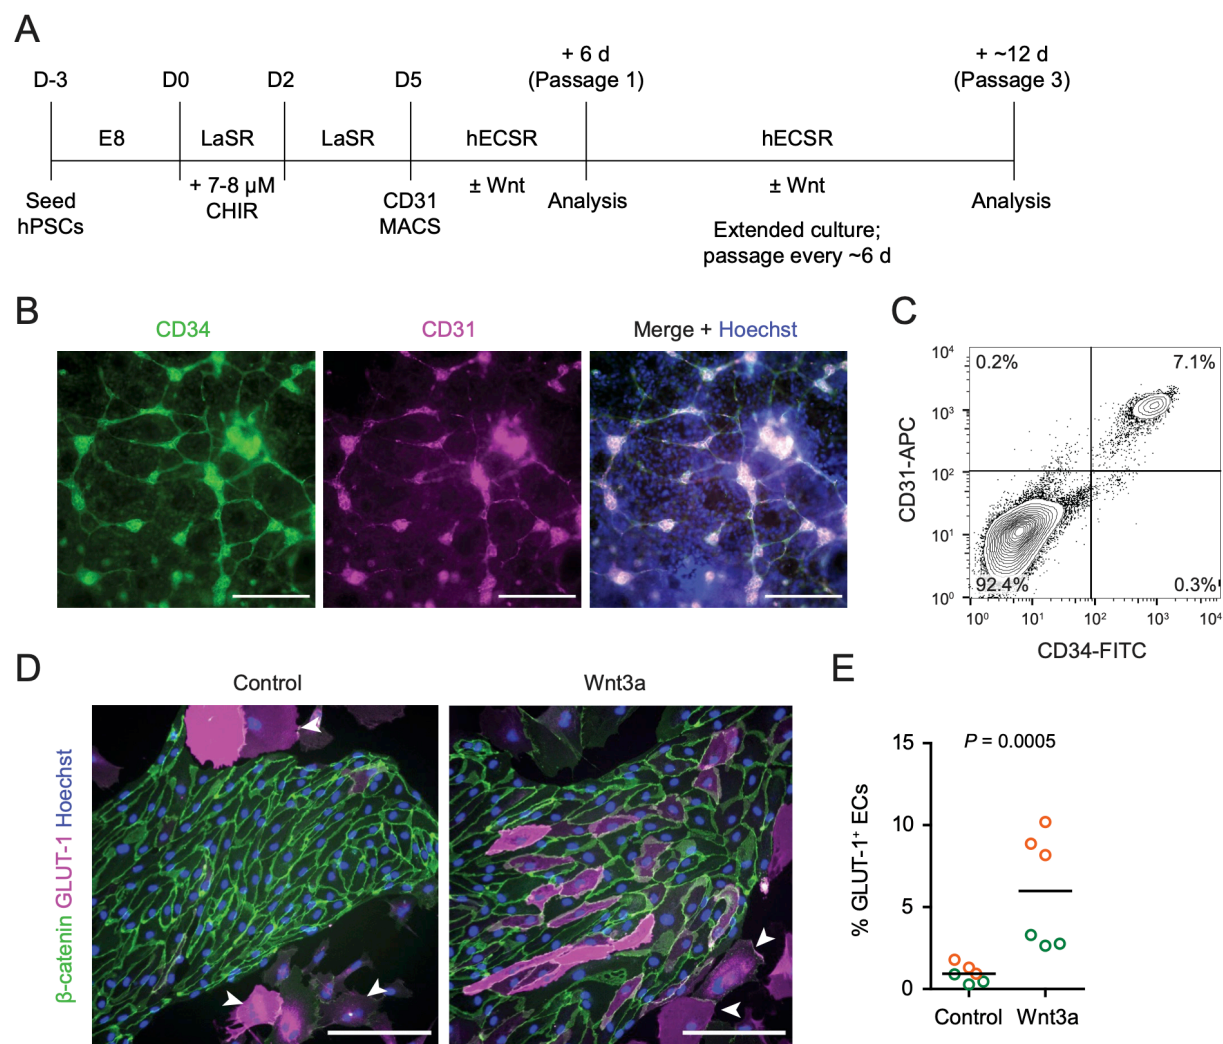 A
+ 6 d
(Passage 1)
+ ~12 d
(Passage 3)
D-3
D0
D2
D5
E8
LaSR
LaSR
hECSR
hECSR
+ 7-8 µM
CHIR
± Wnt
± Wnt
Seed
hPSCs
CD31
MACS
Analysis
Analysis
Extended culture;
passage every ~6 d
B
CD34
CD31
Merge + Hoechst
C
10⁴
10³
10²
10¹
10⁰
0.2%
7.1%
92.4%
0.3%
CD31-APC
10⁰
10¹
10²
10³
10⁴
CD34-FITC
D
Control
Wnt3a
β-catenin GLUT-1 Hoechst
E
P = 0.0005
15
10
5
0
% GLUT-1⁺ ECs
Control
Wnt3a